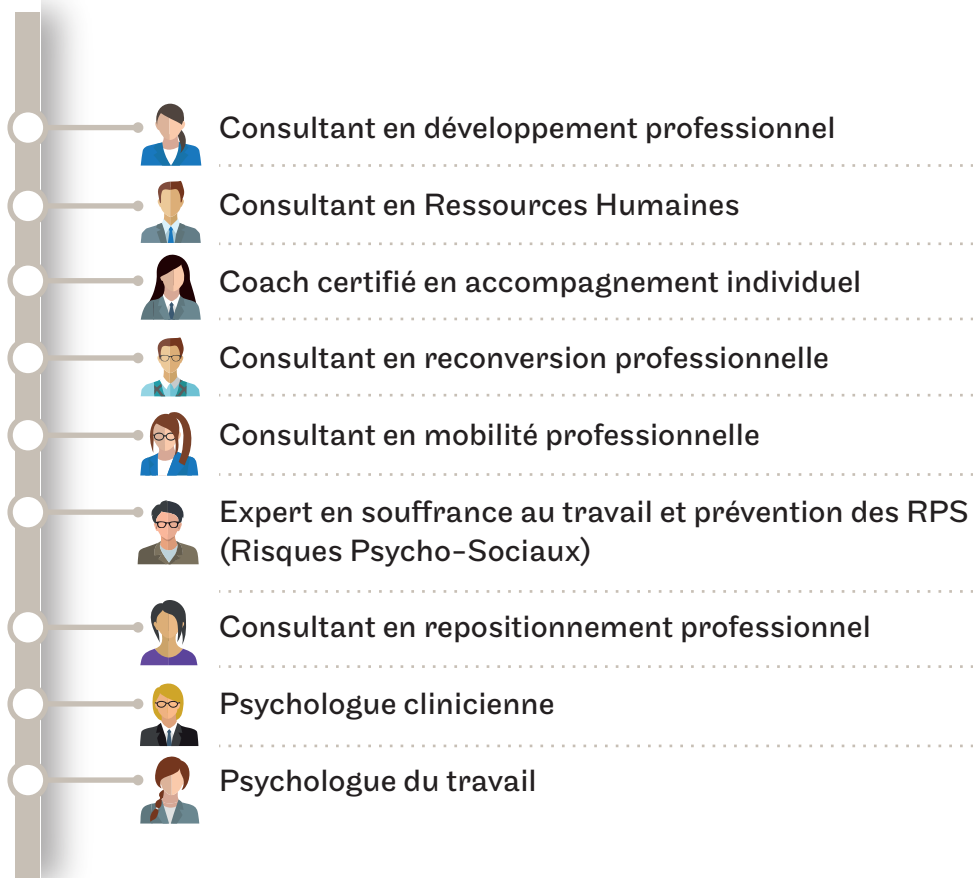 Consultant en développement professionnel
Consultant en Ressources Humaines
Coach certifié en accompagnement individuel
Consultant en reconversion professionnelle
Consultant en mobilité professionnelle
Expert en souffrance au travail et prévention des RPS
(Risques Psycho-Sociaux)
Consultant en repositionnement professionnel
Psychologue clinicienne
Psychologue du travail